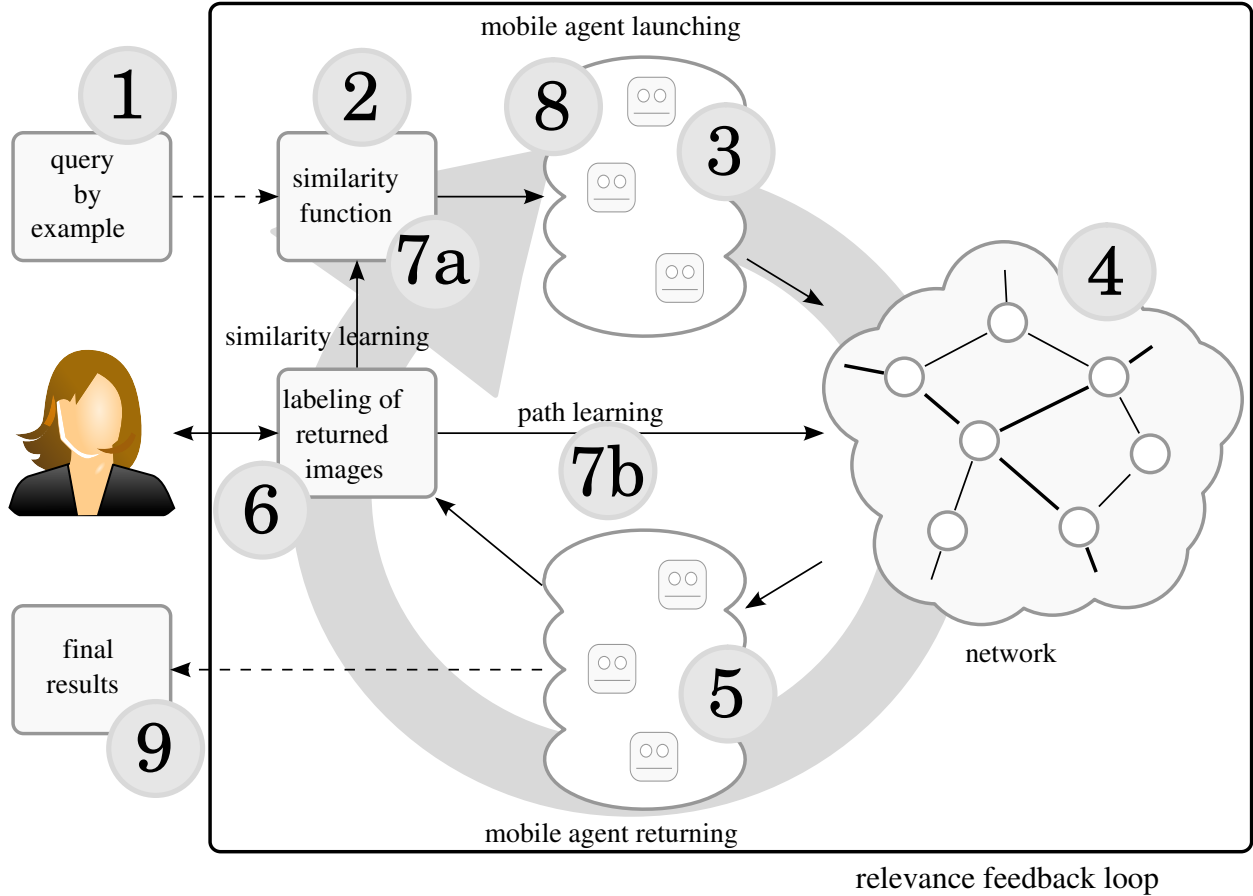 mobile agent launching
1
2
8
3
query
by
example
similarity
function
7a
4
similarity learning
labeling of
returned
images
path learning
7b
6
final
results
9
5
network
mobile agent returning
relevance feedback loop